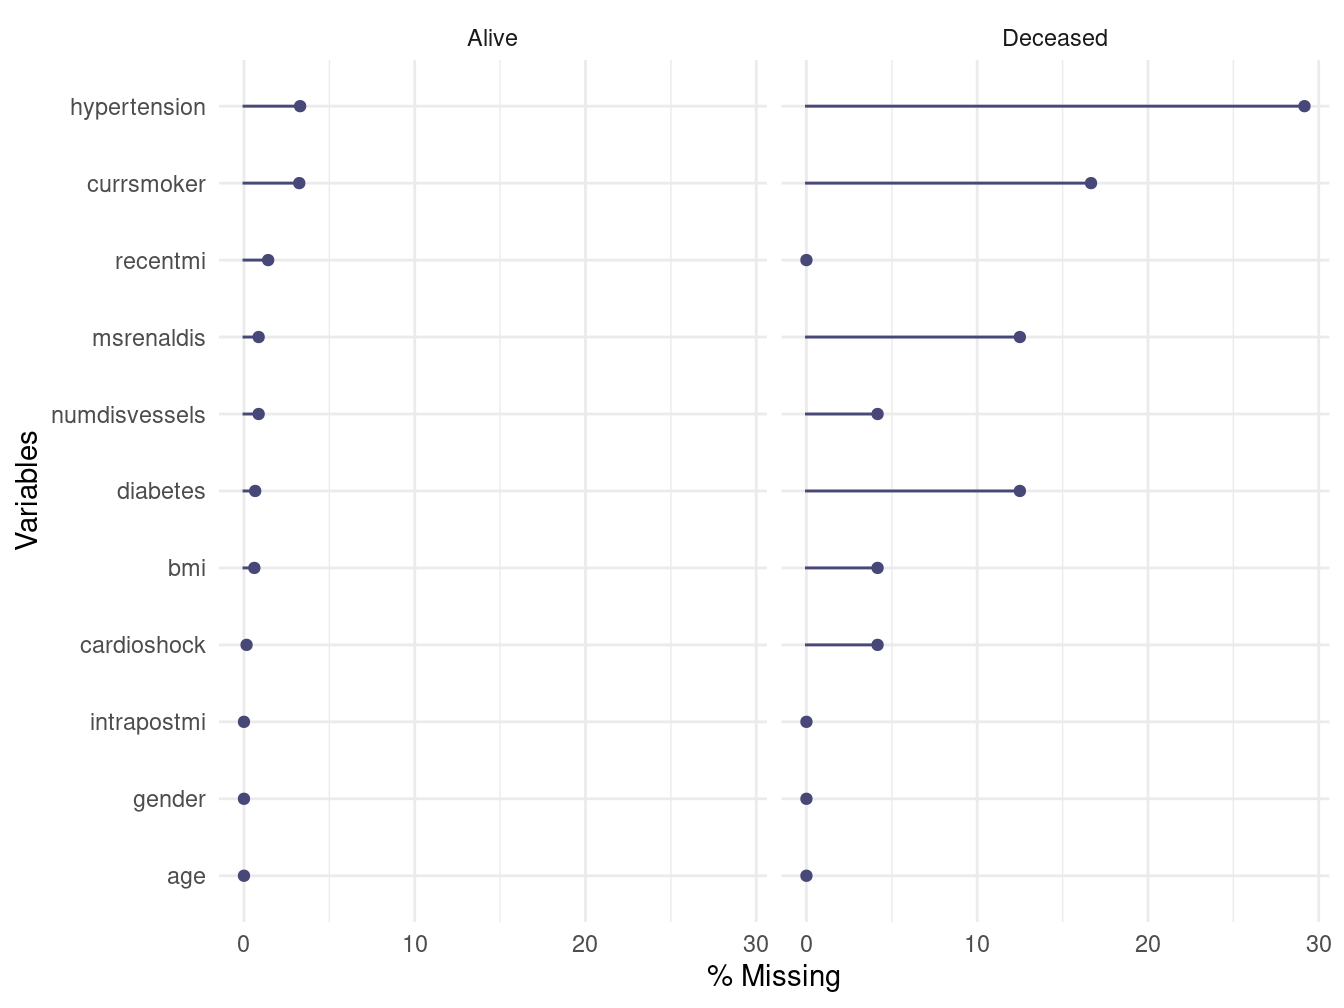 Alive
Deceased
hypertension
currsmoker
recentmi
msrenaldis
numdisvessels
diabetes
bmi
cardioshock
intrapostmi
gender
age
Variables
0 10 20 30 0 10 20 30
% Missing